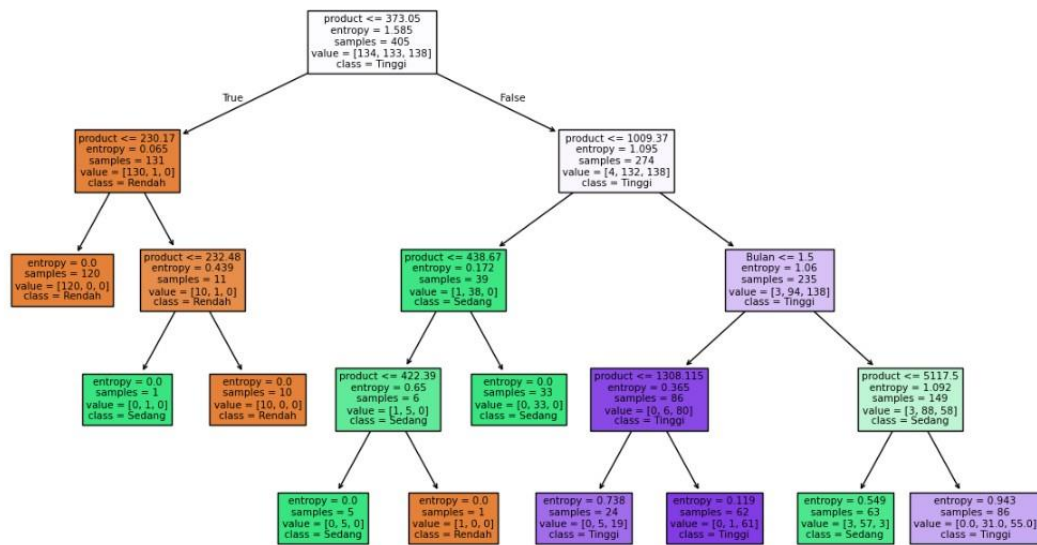 product <= 373.05
entropy = 1.585
samples = 405
value = [134, 133, 138]
class = Tinggi
True
False
product <= 230.17
entropy = 0.065
samples = 131
value = [130, 1, 0]
class = Rendah
product <= 1009.37
entropy = 1.095
samples = 274
value = [4, 132, 138]
class = Tinggi
entropy = 0.0
samples = 120
value = [120, 0, 0]
class = Rendah
product <= 232.48
entropy = 0.439
samples = 11
value = [10, 1, 0]
class = Rendah
product <= 438.67
entropy = 0.172
samples = 39
value = [1, 38, 0]
class = Sedang
Bulan <= 1.5
entropy = 1.06
samples = 235
value = [3, 94, 138]
class = Tinggi
entropy = 0.0
samples = 1
value = [0, 1, 0]
class = Sedang
entropy = 0.0
samples = 10
value = [10, 0, 0]
class = Rendah
product <= 422.39
entropy = 0.65
samples = 6
value = [1, 5, 0]
class = Sedang
entropy = 0.0
samples = 33
value = [0, 33, 0]
class = Sedang
product <= 1308.115
entropy = 0.365
samples = 86
value = [0, 6, 80]
class = Tinggi
product <= 5117.5
entropy = 1.092
samples = 149
value = [3, 88, 58]
class = Sedang
entropy = 0.0
samples = 5
value = [0, 5, 0]
class = Sedang
entropy = 0.0
samples = 1
value = [1, 0, 0]
class = Rendah
entropy = 0.738
samples = 24
value = [0, 5, 19]
class = Tinggi
entropy = 0.119
samples = 62
value = [0, 1, 61]
class = Tinggi
entropy = 0.549
samples = 63
value = [3, 57, 3]
class = Sedang
entropy = 0.943
samples = 86
value = [0.0, 31.0, 55.0]
class = Tinggi